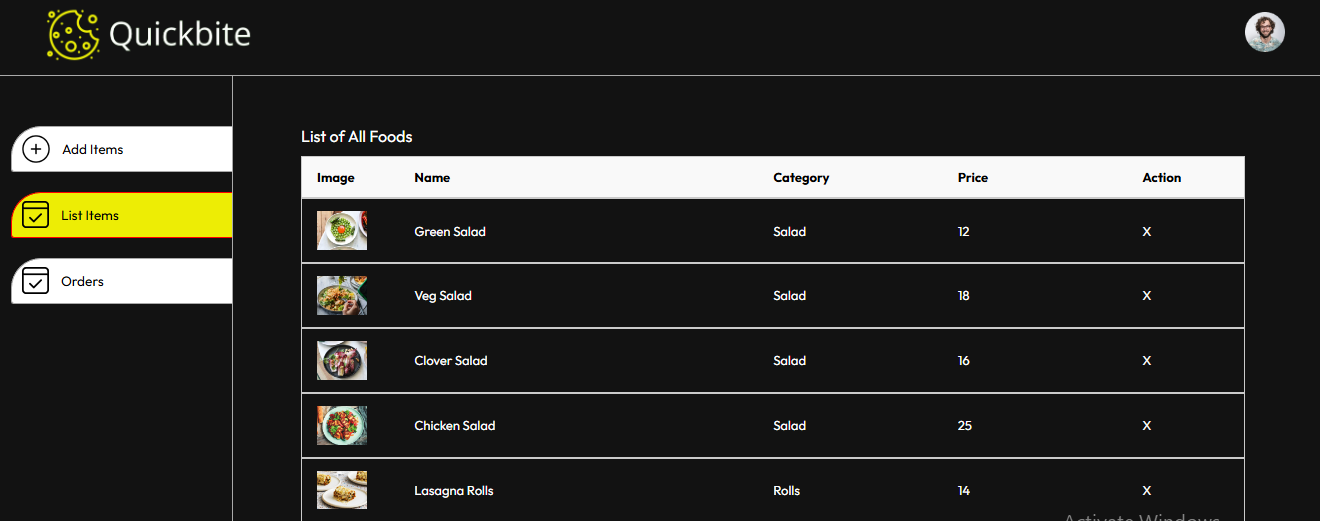 Quickbite
Add Items
List Items
Orders
List of All Foods
Image Name Category Price Action
Green Salad Salad 12 X
Veg Salad Salad 18 X
Clover Salad Salad 16 X
Chicken Salad Salad 25 X
Lasagna Rolls Rolls 14 X
Activate Windows